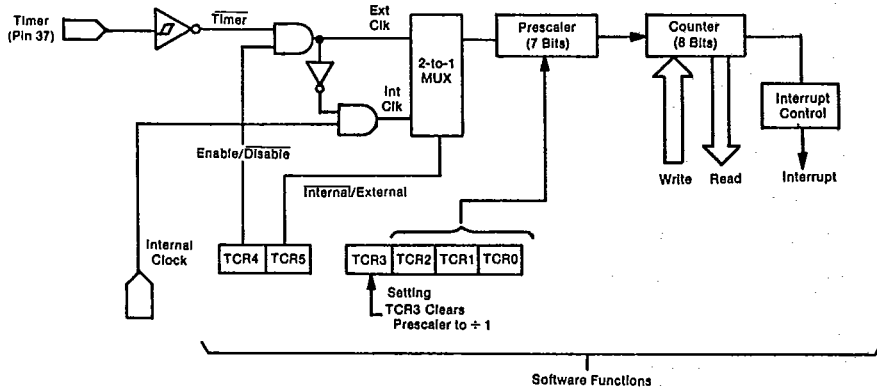 Timer
(Pin 37)
Timer
Ext
Clk
2-to-1
MUX
Prescaler
(7 Bits)
Counter
(8 Bits)
Int
Clk
Interrupt
Control
Enable/Disable
Internal/External
Write
Read
Interrupt
Internal
Clock
TCR4
TCR5
TCR3
TCR2
TCR1
TCR0
Setting
TCR3 Clears
Prescaler to ÷ 1
Software Functions